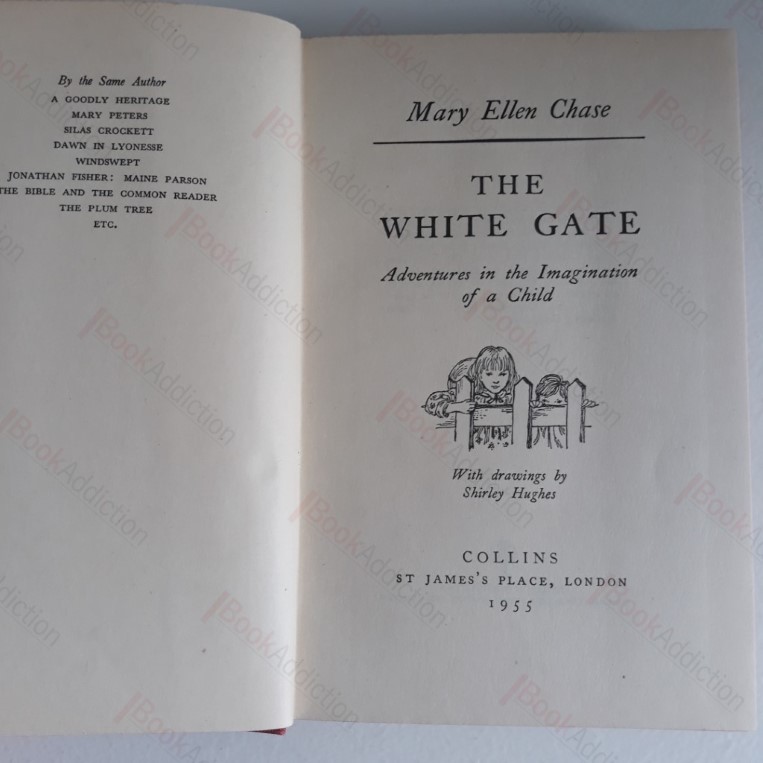 By the Same Author
A GOODLY HERITAGE
MARY PETERS
SILAS CROCKETT
DAWN IN LYONESSE
WINDSWEPT
JONATHAN FISHER: MAINE PARSON
THE BIBLE AND THE COMMON READER
THE PLUM TREE
ETC.
Mary Ellen Chase
THE
WHITE GATE
Adventures in the Imagination
of a Child
With drawings by
Shirley Hughes
COLLINS
ST JAMES'S PLACE, LONDON
1955
BookAddiction